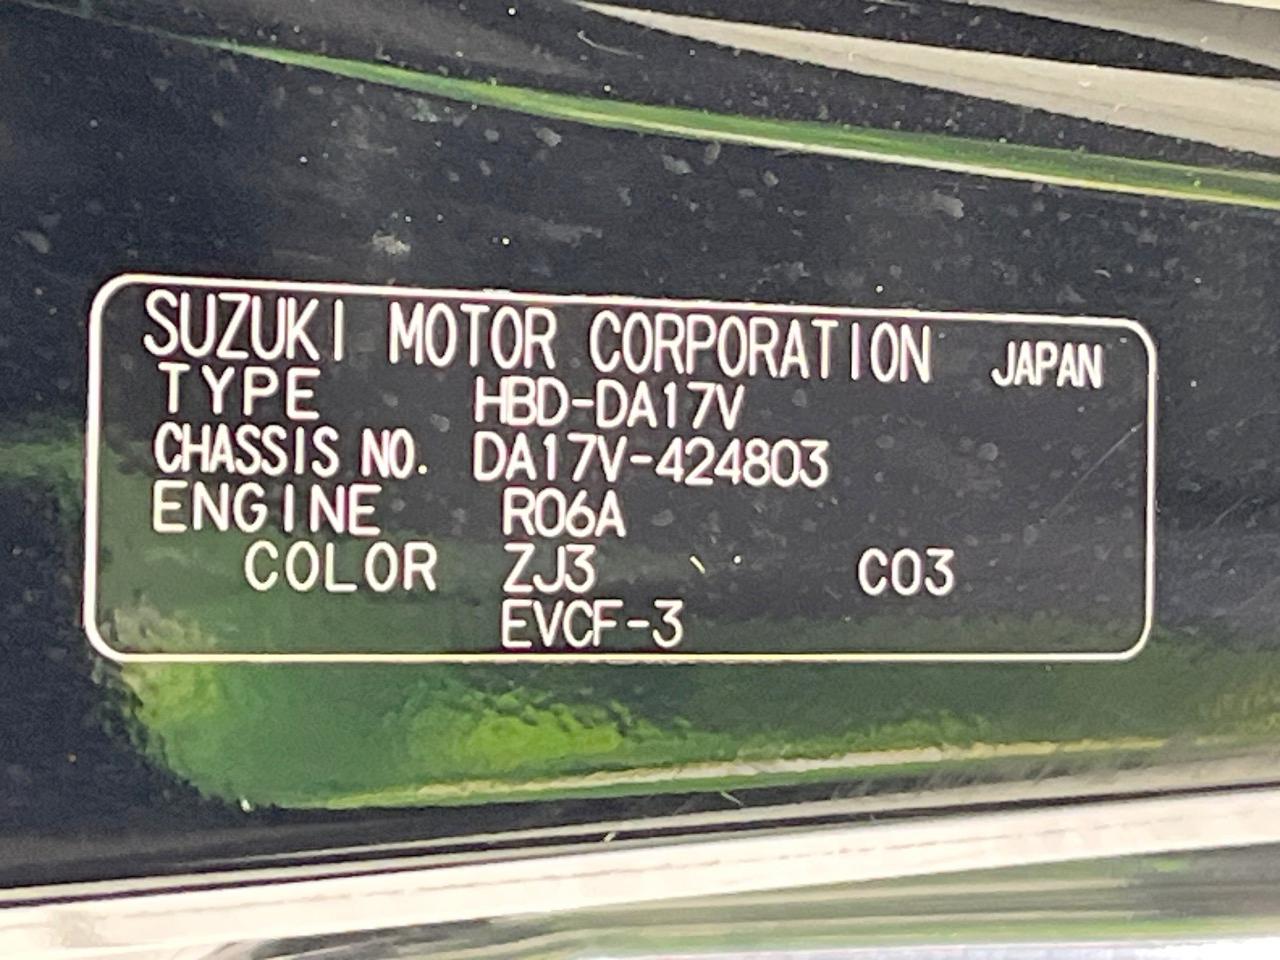 SUZUKI MOTOR CORPORATION JAPAN
TYPE HBD-DA17V
CHASSIS NO. DA17V-424803
ENGINE R06A
COLOR ZJ3 C03
EVCF-3